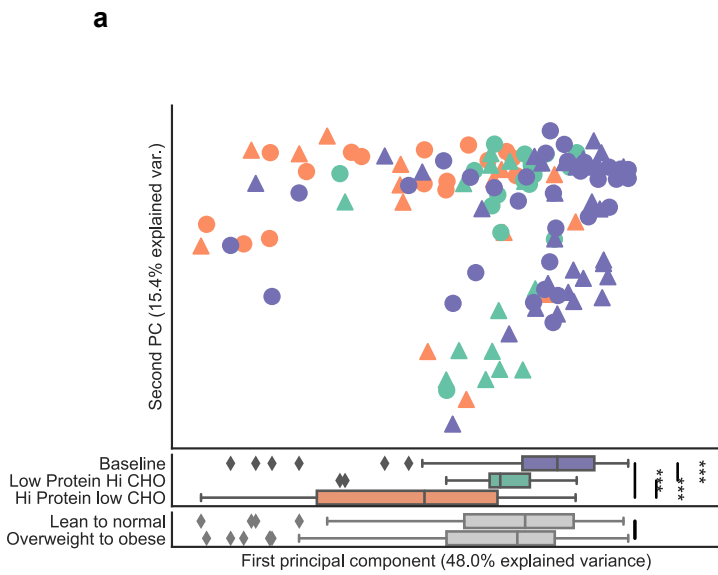 a
Second PC (15.4% explained var.)
Baseline
Low Protein Hi CHO
Hi Protein low CHO
***
***
***
Lean to normal
Overweight to obese
First principal component (48.0% explained variance)